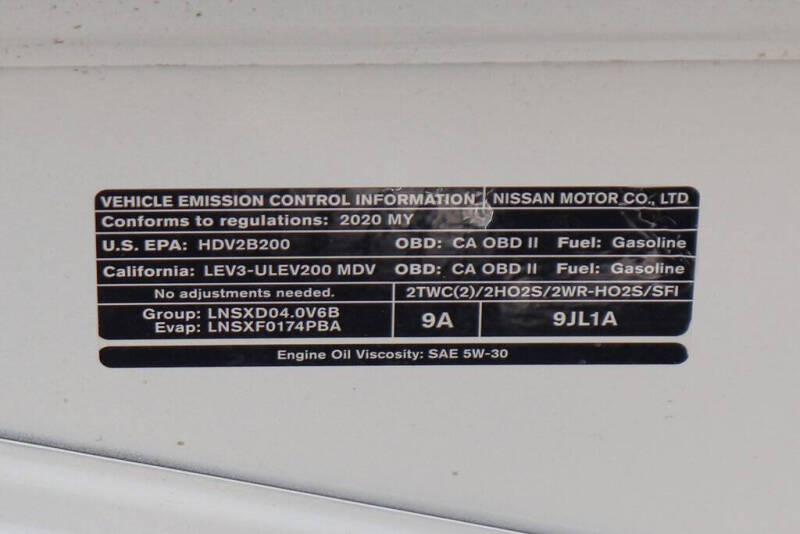 VEHICLE EMISSION CONTROL INFORMATION NISSAN MOTOR CO., LTD
Conforms to regulations: 2020 MY
U.S. EPA: HDV2B200 OBD: CA OBD II Fuel: Gasoline
California: LEV3-ULEV200 MDV OBD: CA OBD II Fuel: Gasoline
No adjustments needed. 2TWC(2)/2HO2S/2WR-HO2S/SFI
Group: LNSXD04.0V6B
Evap: LNSXF0174PBA
9A 9JL1A
Engine Oil Viscosity: SAE 5W-30